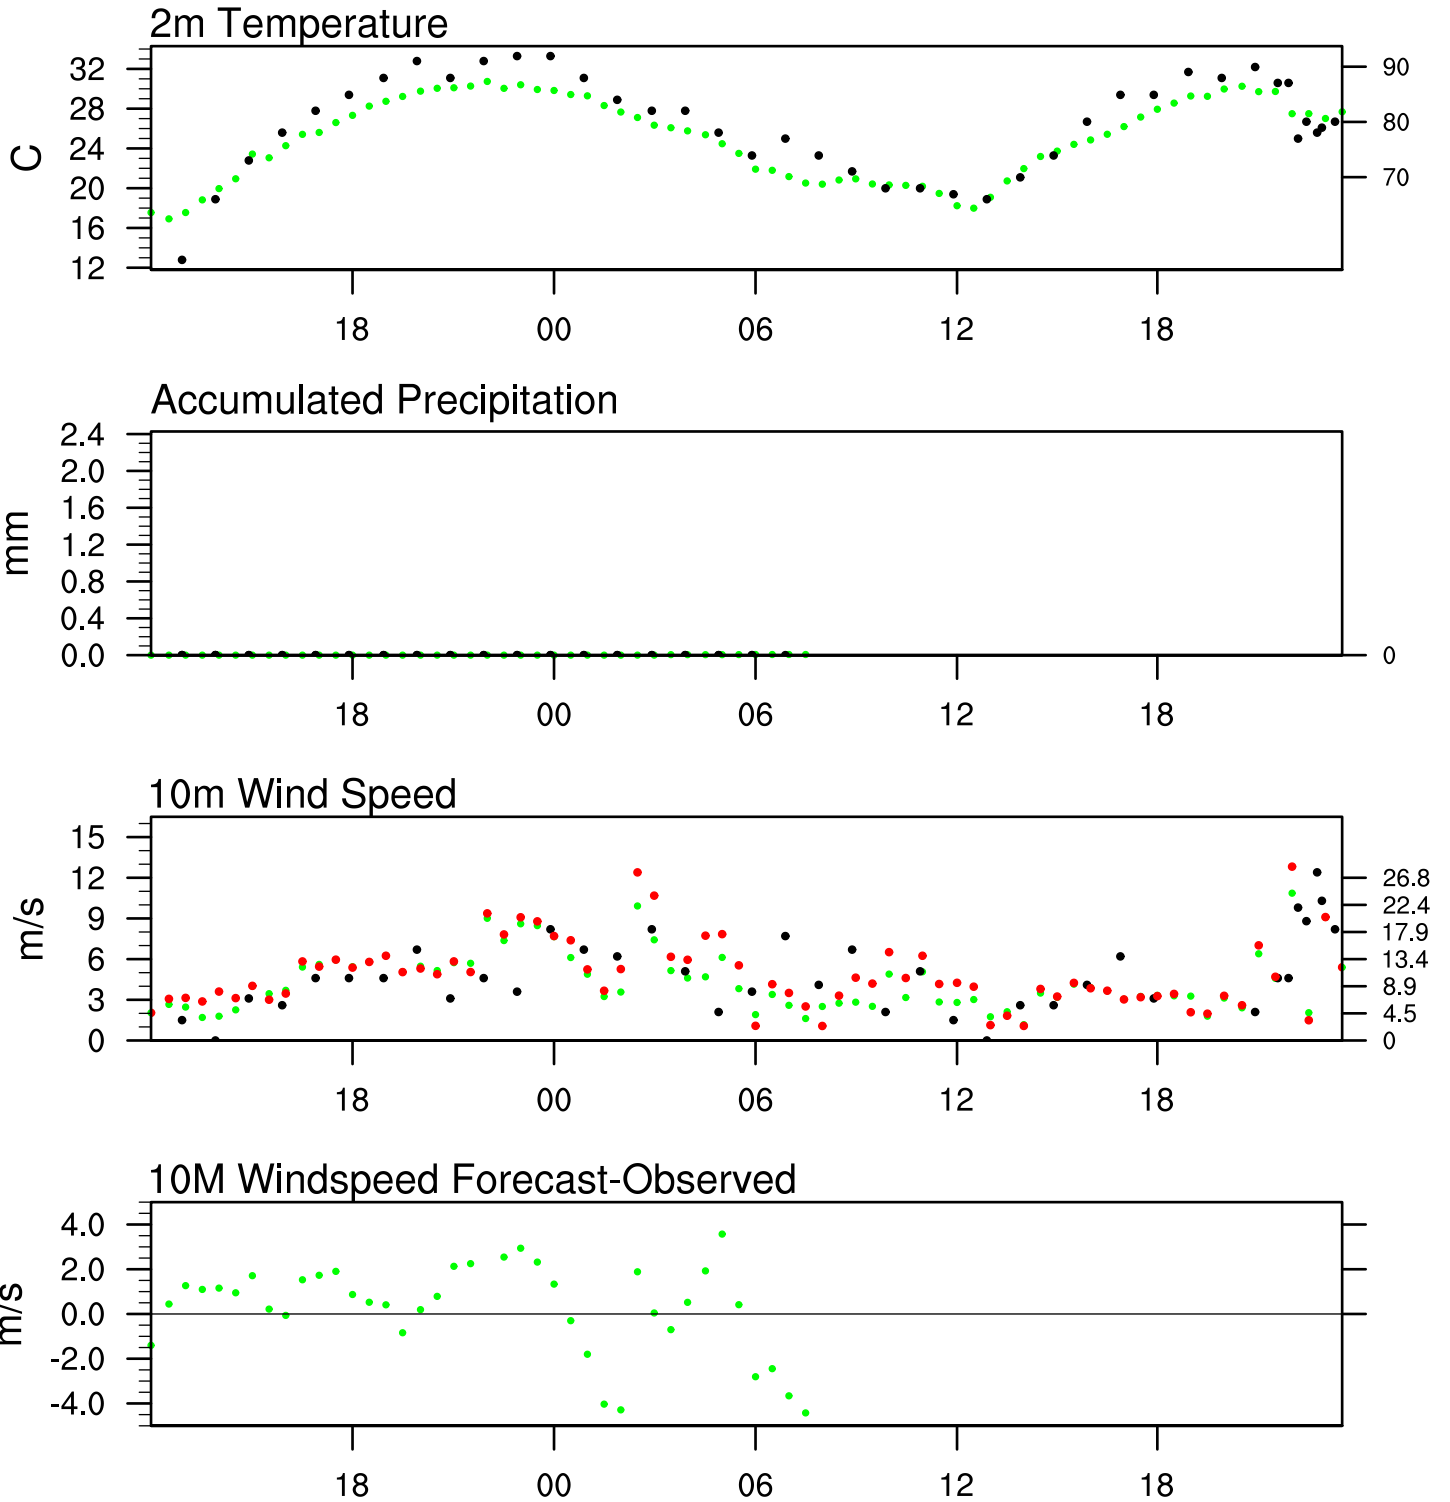 2m Temperature
32
28
24
20
16
12
C
90
80
70
18 00 06 12 18
Accumulated Precipitation
2.4
2.0
1.6
1.2
0.8
0.4
0.0
mm
0
18 00 06 12 18
10m Wind Speed
15
12
9
6
3
0
m/s
26.8
22.4
17.9
13.4
8.9
4.5
0
18 00 06 12 18
10M Windspeed Forecast-Observed
4.0
2.0
0.0
-2.0
-4.0
m/s
18 00 06 12 18